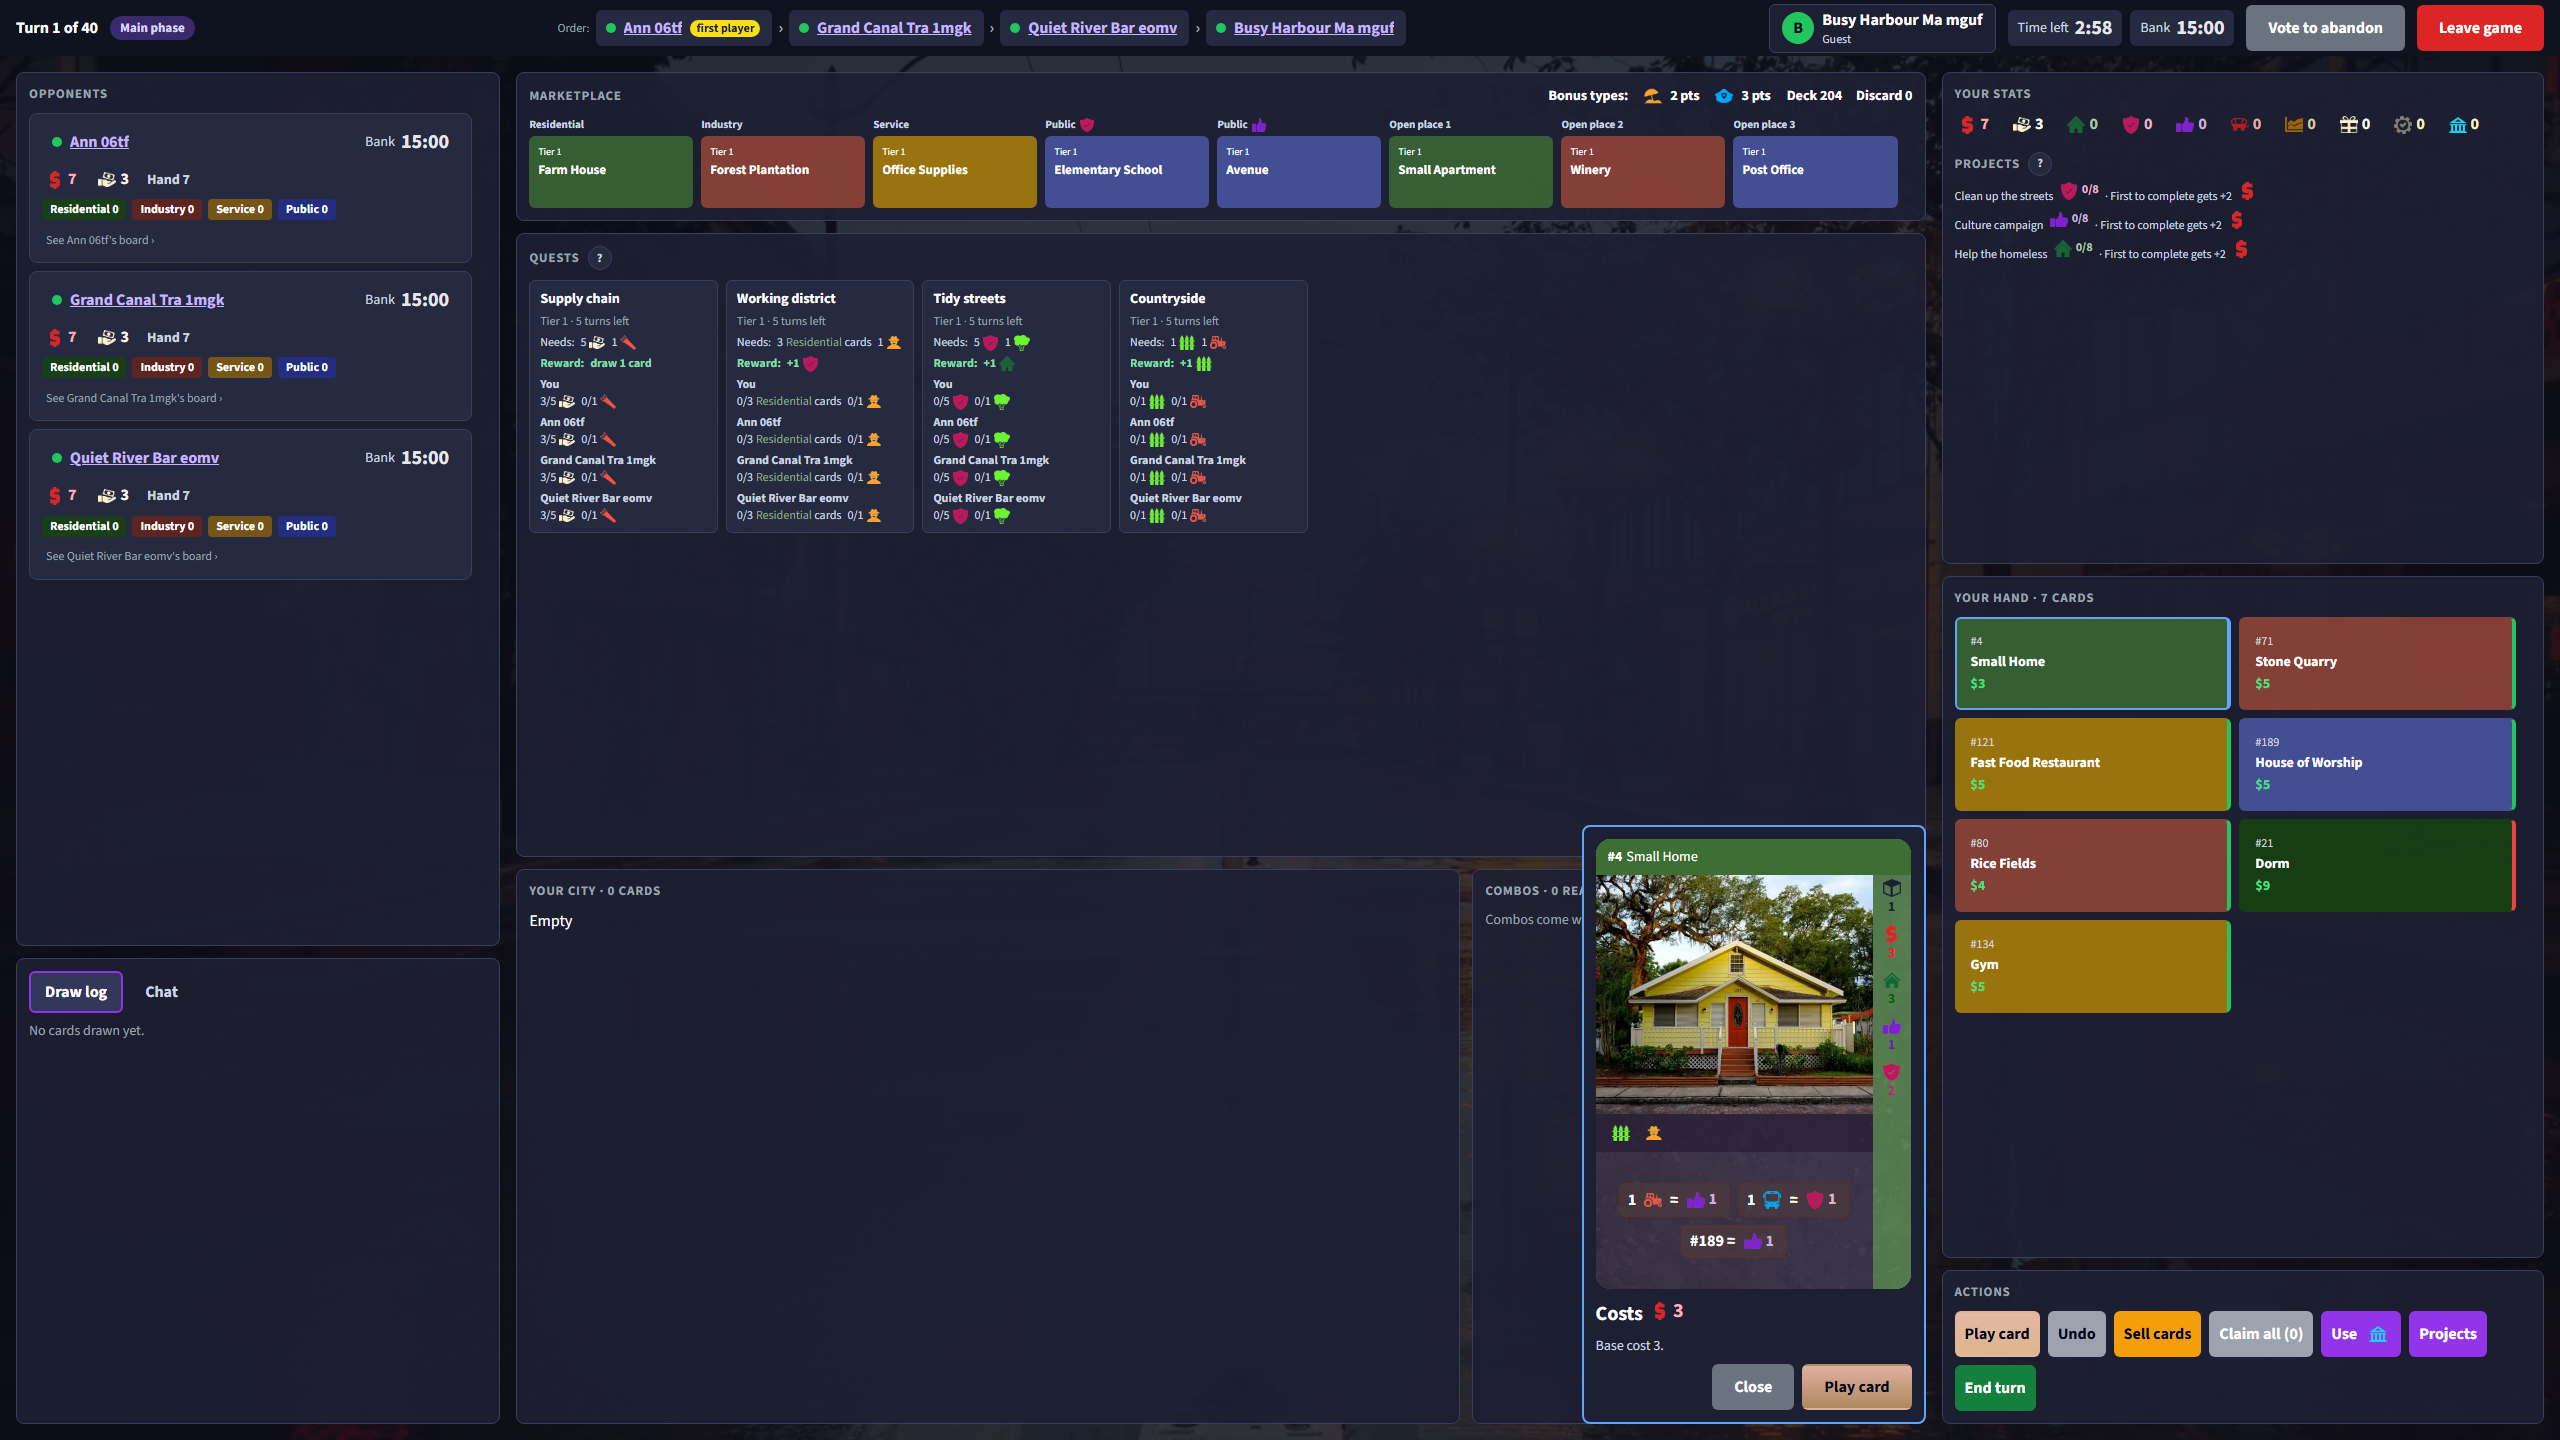 Turn 1 of 40 Main phase
Order: Ann 06tf first player › Grand Canal Tra 1mgk › Quiet River Bar eomv › Busy Harbour Ma mguf
B Busy Harbour Ma mguf
Guest
Time left 2:58 Bank 15:00 Vote to abandon Leave game
OPPONENTS
Ann 06tf Bank 15:00
7 3 Hand 7
Residential 0 Industry 0 Service 0 Public 0
See Ann 06tf's board ›
Grand Canal Tra 1mgk Bank 15:00
7 3 Hand 7
Residential 0 Industry 0 Service 0 Public 0
See Grand Canal Tra 1mgk's board ›
Quiet River Bar eomv Bank 15:00
7 3 Hand 7
Residential 0 Industry 0 Service 0 Public 0
See Quiet River Bar eomv's board ›
Draw log Chat
No cards drawn yet.
MARKETPLACE
Bonus types: 2 pts 3 pts Deck 204 Discard 0
Residential Industry Service Public Public Open place 1 Open place 2 Open place 3
Tier 1 Tier 1 Tier 1 Tier 1 Tier 1 Tier 1 Tier 1 Tier 1
Farm House Forest Plantation Office Supplies Elementary School Avenue Small Apartment Winery Post Office
QUESTS ?
Supply chain
Tier 1 · 5 turns left
Needs: 5 1
Reward: draw 1 card
You
3/5 0/1
Ann 06tf
3/5 0/1
Grand Canal Tra 1mgk
3/5 0/1
Quiet River Bar eomv
3/5 0/1
Working district
Tier 1 · 5 turns left
Needs: 3 Residential cards 1
Reward: +1
You
0/3 Residential cards 0/1
Ann 06tf
0/3 Residential cards 0/1
Grand Canal Tra 1mgk
0/3 Residential cards 0/1
Quiet River Bar eomv
0/3 Residential cards 0/1
Tidy streets
Tier 1 · 5 turns left
Needs: 5 1
Reward: +1
You
0/5 0/1
Ann 06tf
0/5 0/1
Grand Canal Tra 1mgk
0/5 0/1
Quiet River Bar eomv
0/5 0/1
Countryside
Tier 1 · 5 turns left
Needs: 1 1
Reward: +1
You
0/1 0/1
Ann 06tf
0/1 0/1
Grand Canal Tra 1mgk
0/1 0/1
Quiet River Bar eomv
0/1 0/1
YOUR CITY · 0 CARDS
Empty
COMBOS · 0 REA
Combos come w
#4 Small Home
1
3
3
1
2
1 = 1 1 = 1
#189 = 1
Costs $ 3
Base cost 3.
Close Play card
YOUR STATS
$ 7 3 0 0 0 0 0 0 0 0
PROJECTS ?
Clean up the streets 0/8 · First to complete gets +2 $
Culture campaign 0/8 · First to complete gets +2 $
Help the homeless 0/8 · First to complete gets +2 $
YOUR HAND · 7 CARDS
#4
Small Home
$3
#71
Stone Quarry
$5
#121
Fast Food Restaurant
$5
#189
House of Worship
$5
#80
Rice Fields
$4
#21
Dorm
$9
#134
Gym
$5
ACTIONS
Play card Undo Sell cards Claim all (0) Use Projects
End turn